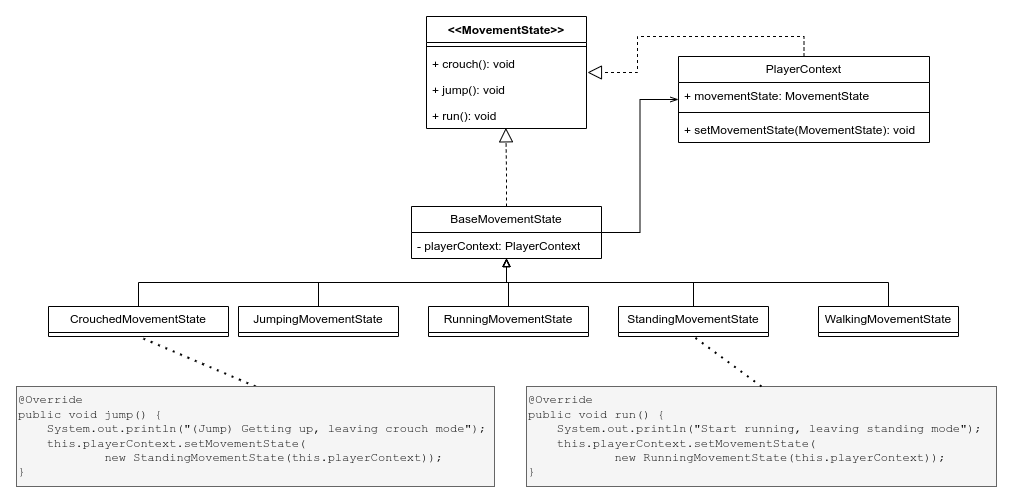 <<MovementState>>
+ crouch(): void
+ jump(): void
+ run(): void
PlayerContext
+ movementState: MovementState
+ setMovementState(MovementState): void
BaseMovementState
- playerContext: PlayerContext
CrouchedMovementState
JumpingMovementState
RunningMovementState
StandingMovementState
WalkingMovementState
@Override
public void jump() {
    System.out.println("(Jump) Getting up, leaving crouch mode");
    this.playerContext.setMovementState(
            new StandingMovementState(this.playerContext));
}
@Override
public void run() {
    System.out.println("Start running, leaving standing mode");
    this.playerContext.setMovementState(
            new RunningMovementState(this.playerContext));
}